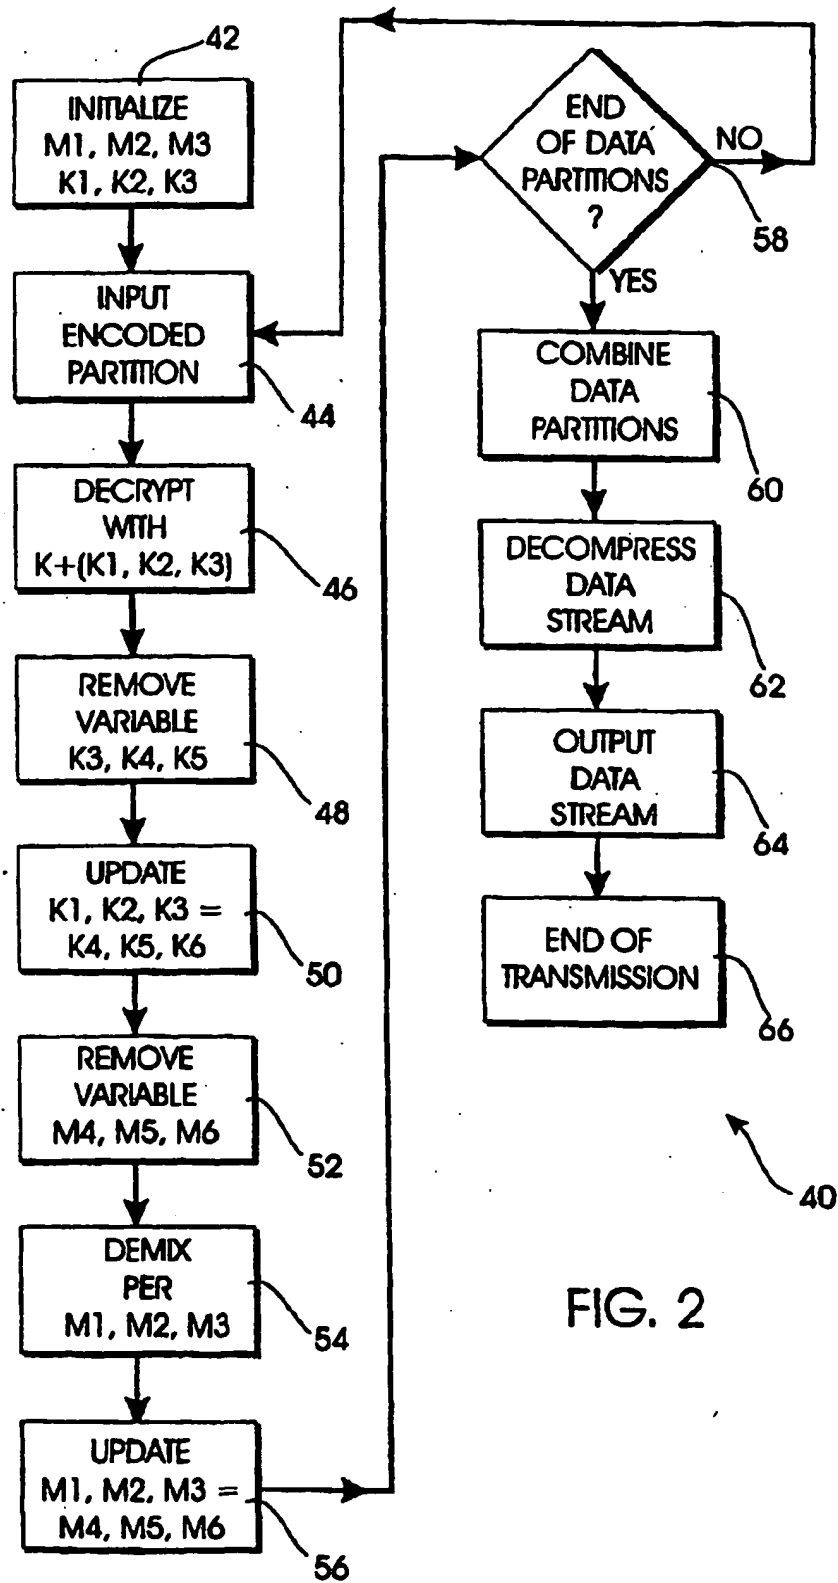 42
INITIALIZE
M1, M2, M3
K1, K2, K3
INPUT
ENCODED
PARTITION
44
DECRYPT
WITH
K+(K1, K2, K3)
46
REMOVE
VARIABLE
K3, K4, K5
48
UPDATE
K1, K2, K3 =
K4, K5, K6
50
REMOVE
VARIABLE
M4, M5, M6
52
DEMIX
PER
M1, M2, M3
54
UPDATE
M1, M2, M3 =
M4, M5, M6
56
END
OF DATA
PARTITIONS
?
NO
58
YES
COMBINE
DATA
PARTITIONS
60
DECOMPRESS
DATA
STREAM
62
OUTPUT
DATA
STREAM
64
END OF
TRANSMISSION
66
40
FIG. 2